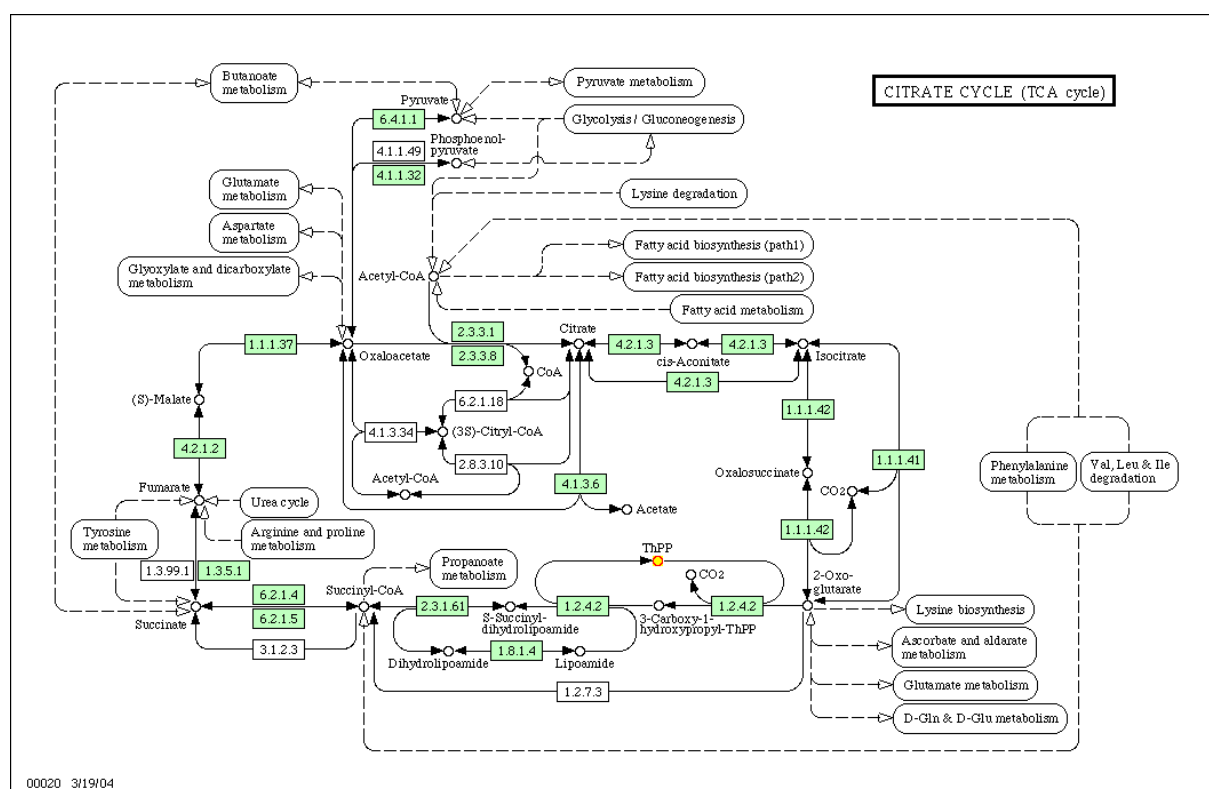 Butanoate
metabolism
Pyruvate metabolism
CITRATE CYCLE (TCA cycle)
Pyruvate
6.4.1.1
Glycolysis / Gluconeogenesis
Phosphoenol-
pyruvate
4.1.1.49
4.1.1.32
Glutamate
metabolism
Lysine degradation
Aspartate
metabolism
Fatty acid biosynthesis (path1)
Glyoxylate and dicarboxylate
metabolism
Acetyl-CoA
Fatty acid biosynthesis (path2)
Fatty acid metabolism
2.3.3.1
Citrate
1.1.1.37
Oxaloacetate
2.3.3.8
4.2.1.3
4.2.1.3
cis-Aconitate
Isocitrate
CoA
4.2.1.3
(S)-Malate
6.2.1.18
1.1.1.42
4.1.3.34
(3S)-Citryl-CoA
4.2.1.2
2.8.3.10
Oxalosuccinate
1.1.1.41
Phenylalanine
metabolism
Val, Leu & Ile
degradation
Acetyl-CoA
4.1.3.6
CO2
Fumarate
Urea cycle
Acetate
Tyrosine
metabolism
Arginine and proline
metabolism
1.1.1.42
ThPP
1.3.99.1
1.3.5.1
Propanoate
metabolism
CO2
2-Oxo-
glutarate
6.2.1.4
Succinyl-CoA
2.3.1.61
1.2.4.2
1.2.4.2
Lysine biosynthesis
Succinate
6.2.1.5
S-Succinyl-
dihydrolipoamide
3-Carboxy-1-
hydroxypropyl-ThPP
3.1.2.3
Ascorbate and aldarate
metabolism
1.8.1.4
Dihydrolipoamide
Lipoamide
Glutamate metabolism
1.2.7.3
D-Gln & D-Glu metabolism
00020 3/19/04